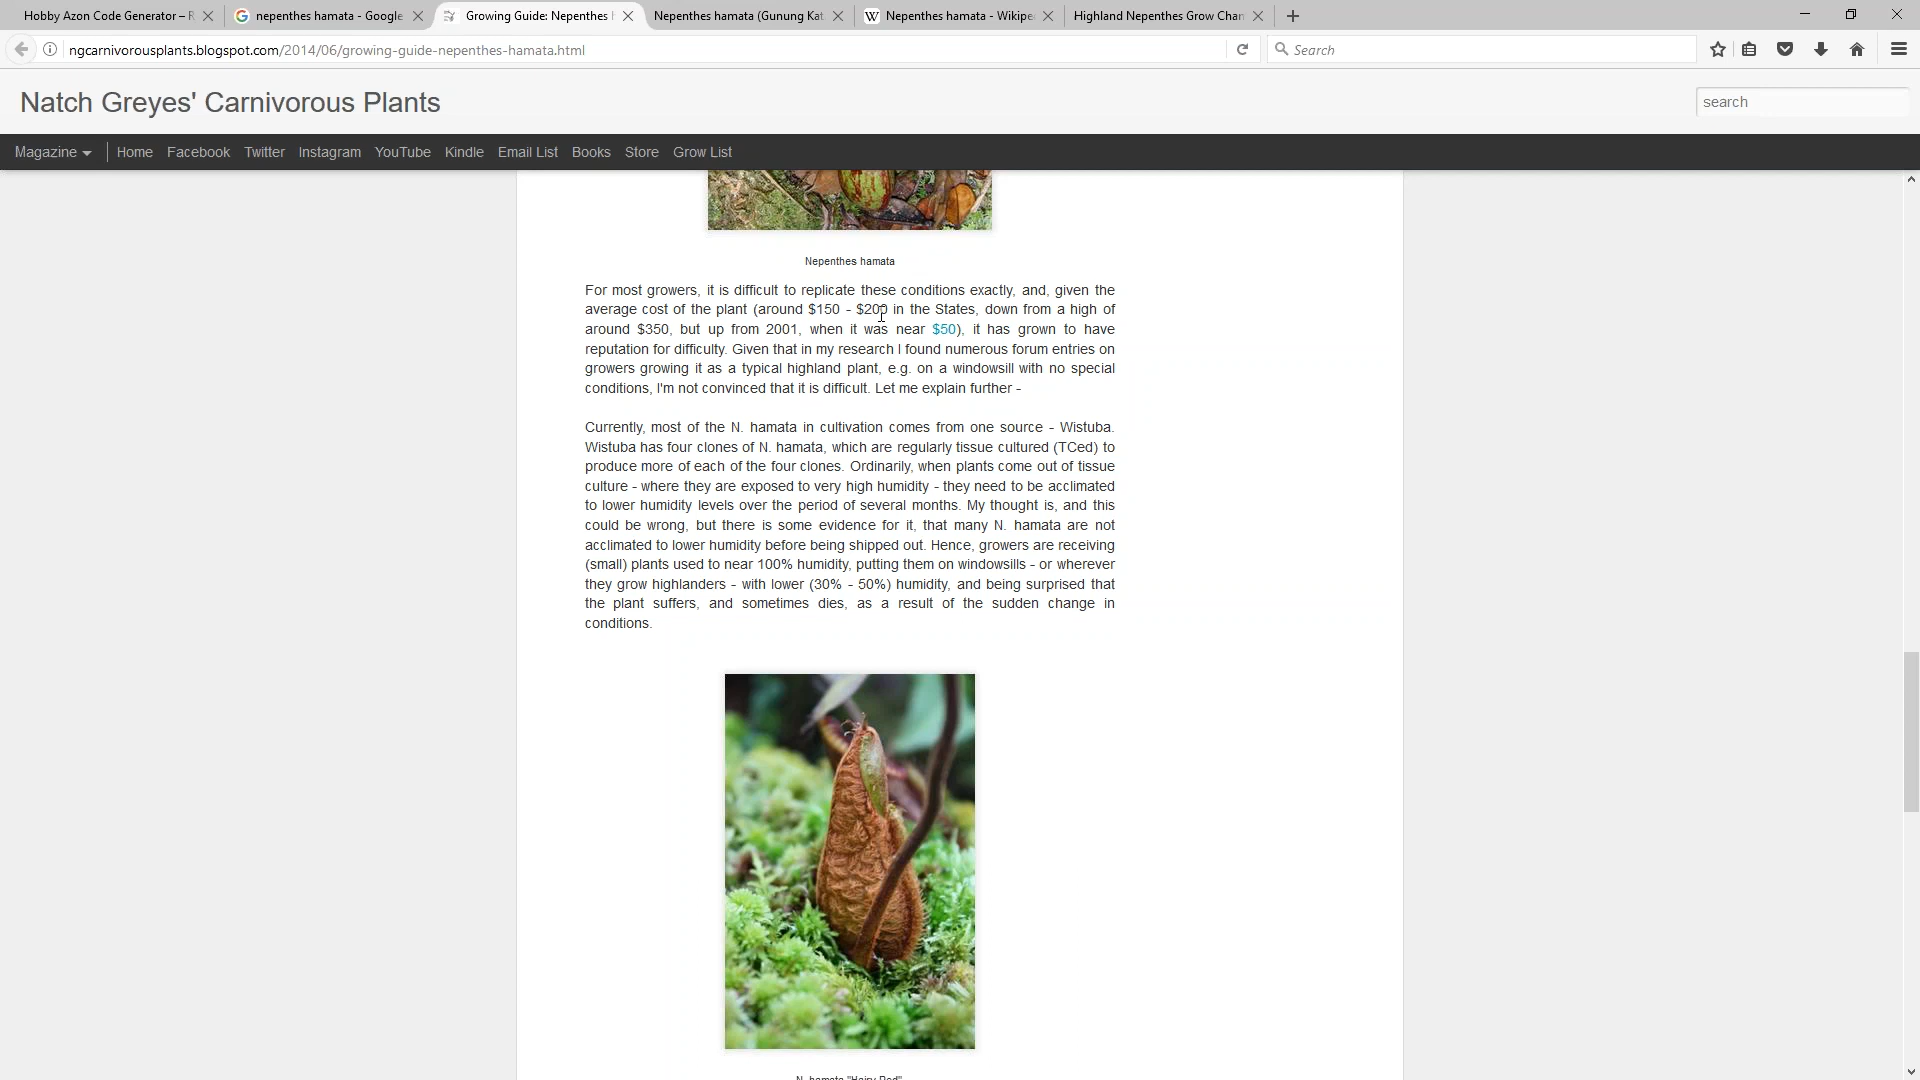 Hobby Azon Code Generator – R
nepenthes hamata - Google
Growing Guide: Nepenthes h
Nepenthes hamata (Gunung Kat
Nepenthes hamata - Wikipe
Highland Nepenthes Grow Cham
ngcarnivorousplants.blogspot.com/2014/06/growing-guide-nepenthes-hamata.html
Search
Natch Greyes' Carnivorous Plants
search
Magazine Home Facebook Twitter Instagram YouTube Kindle Email List Books Store Grow List
Nepenthes hamata
For most growers, it is difficult to replicate these conditions exactly, and, given the
average cost of the plant (around $150 - $200 in the States, down from a high of
around $350, but up from 2001, when it was near $50), it has grown to have
reputation for difficulty. Given that in my research I found numerous forum entries on
growers growing it as a typical highland plant, e.g. on a windowsill with no special
conditions, I'm not convinced that it is difficult. Let me explain further -
Currently, most of the N. hamata in cultivation comes from one source - Wistuba.
Wistuba has four clones of N. hamata, which are regularly tissue cultured (TCed) to
produce more of each of the four clones. Ordinarily, when plants come out of tissue
culture - where they are exposed to very high humidity - they need to be acclimated
to lower humidity levels over the period of several months. My thought is, and this
could be wrong, but there is some evidence for it, that many N. hamata are not
acclimated to lower humidity before being shipped out. Hence, growers are receiving
(small) plants used to near 100% humidity, putting them on windowsills - or wherever
they grow highlanders - with lower (30% - 50%) humidity, and being surprised that
the plant suffers, and sometimes dies, as a result of the sudden change in
conditions.
N. hamata "Hairy Red"